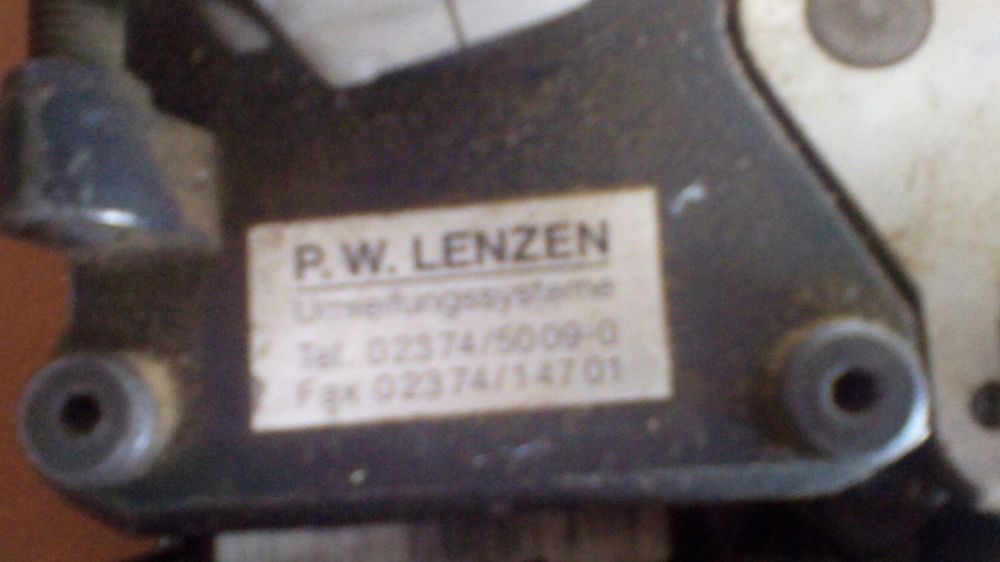 P.W. LENZEN
Umreifungssysteme
Tel. 02374/5009-0
Fax 02374/14701